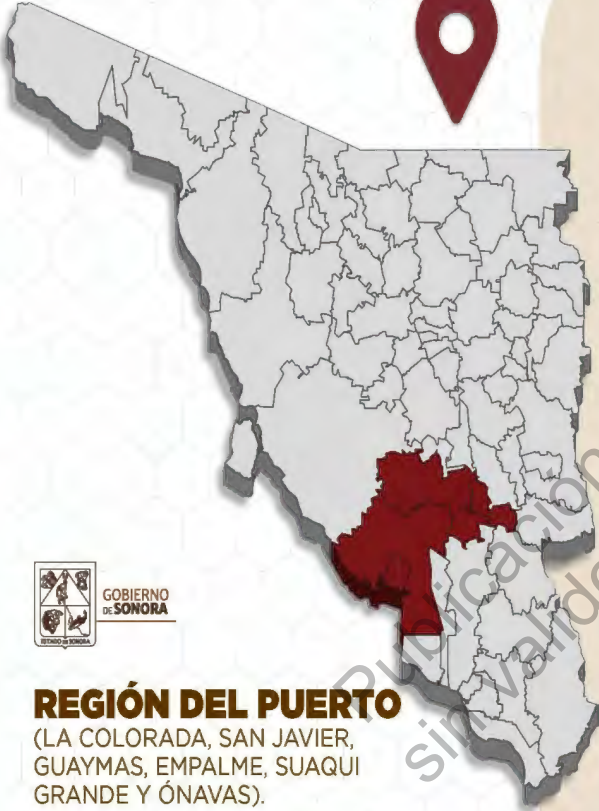 GOBIERNO
DE SONORA
ESTADO DE SONORA
REGIÓN DEL PUERTO
(LA COLORADA, SAN JAVIER,
GUAYMAS, EMPALME, SUAQUI
GRANDE Y ÓNAVAS).
Publicación
sin valide